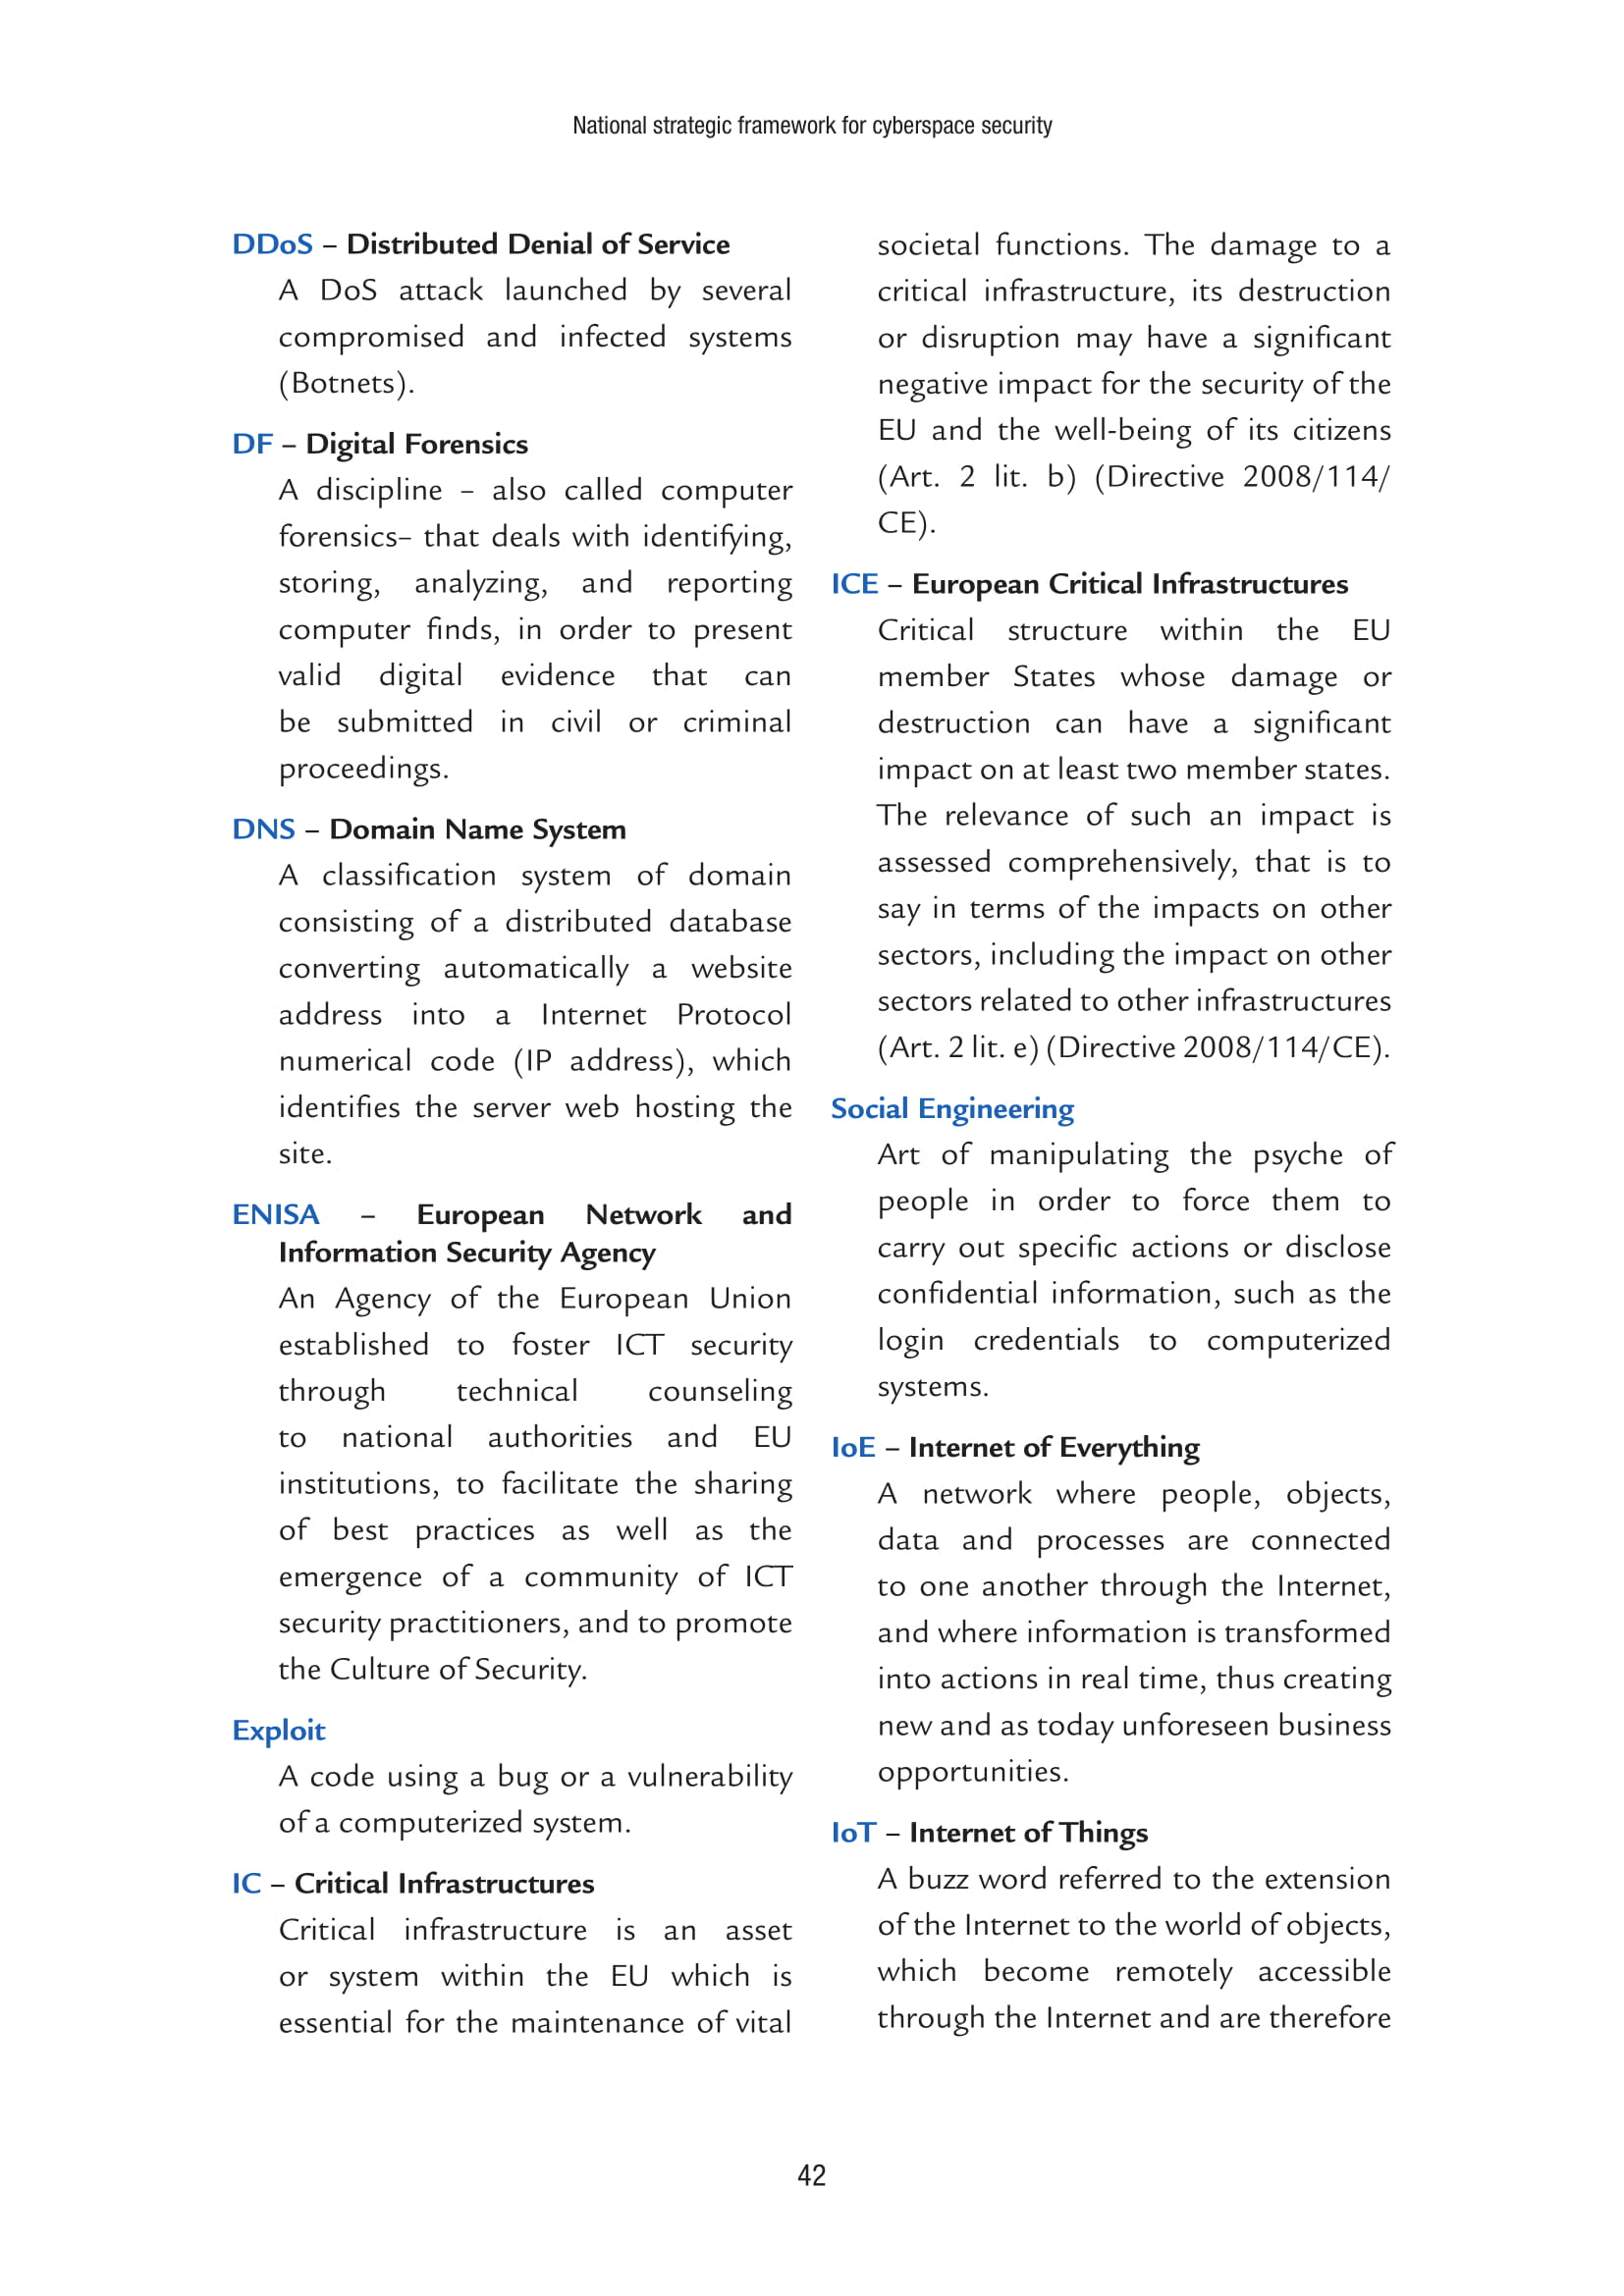 National strategic framework for cyberspace security
DDoS – Distributed Denial of Service
A DoS attack launched by several
compromised and infected systems
(Botnets).
DF – Digital Forensics
A discipline – also called computer
forensics– that deals with identifying,
storing, analyzing, and reporting
computer finds, in order to present
valid digital evidence that can
be submitted in civil or criminal
proceedings.
DNS – Domain Name System
A classification system of domain
consisting of a distributed database
converting automatically a website
address into a Internet Protocol
numerical code (IP address), which
identifies the server web hosting the
site.
ENISA – European Network and
Information Security Agency
An Agency of the European Union
established to foster ICT security
through technical counseling
to national authorities and EU
institutions, to facilitate the sharing
of best practices as well as the
emergence of a community of ICT
security practitioners, and to promote
the Culture of Security.
Exploit
A code using a bug or a vulnerability
of a computerized system.
IC – Critical Infrastructures
Critical infrastructure is an asset
or system within the EU which is
essential for the maintenance of vital
societal functions. The damage to a
critical infrastructure, its destruction
or disruption may have a significant
negative impact for the security of the
EU and the well-being of its citizens
(Art. 2 lit. b) (Directive 2008/114/
CE).
ICE – European Critical Infrastructures
Critical structure within the EU
member States whose damage or
destruction can have a significant
impact on at least two member states.
The relevance of such an impact is
assessed comprehensively, that is to
say in terms of the impacts on other
sectors, including the impact on other
sectors related to other infrastructures
(Art. 2 lit. e) (Directive 2008/114/CE).
Social Engineering
Art of manipulating the psyche of
people in order to force them to
carry out specific actions or disclose
confidential information, such as the
login credentials to computerized
systems.
IoE – Internet of Everything
A network where people, objects,
data and processes are connected
to one another through the Internet,
and where information is transformed
into actions in real time, thus creating
new and as today unforeseen business
opportunities.
IoT – Internet of Things
A buzz word referred to the extension
of the Internet to the world of objects,
which become remotely accessible
through the Internet and are therefore
42